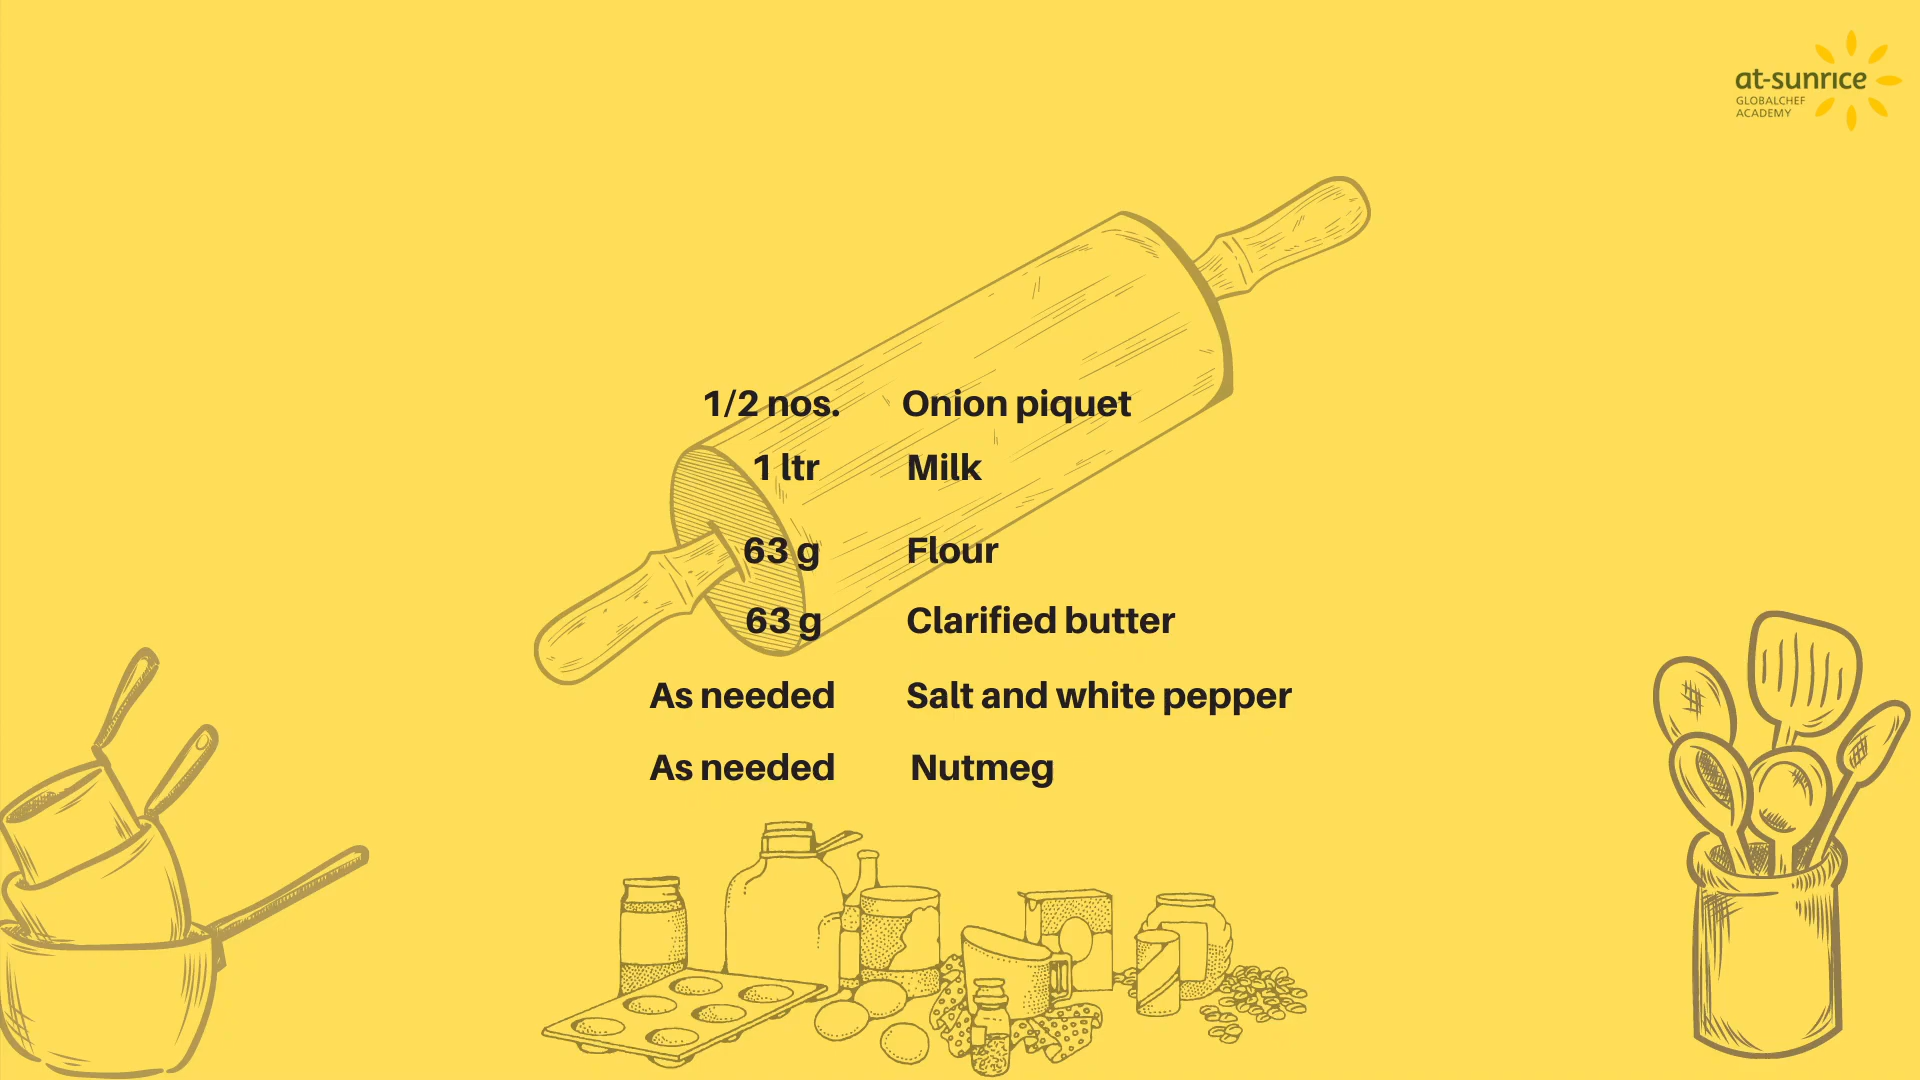 at-sunrice
GLOBALCHEF
ACADEMY
1/2 nos. Onion piquet
1 ltr Milk
63 g Flour
63 g Clarified butter
As needed Salt and white pepper
As needed Nutmeg